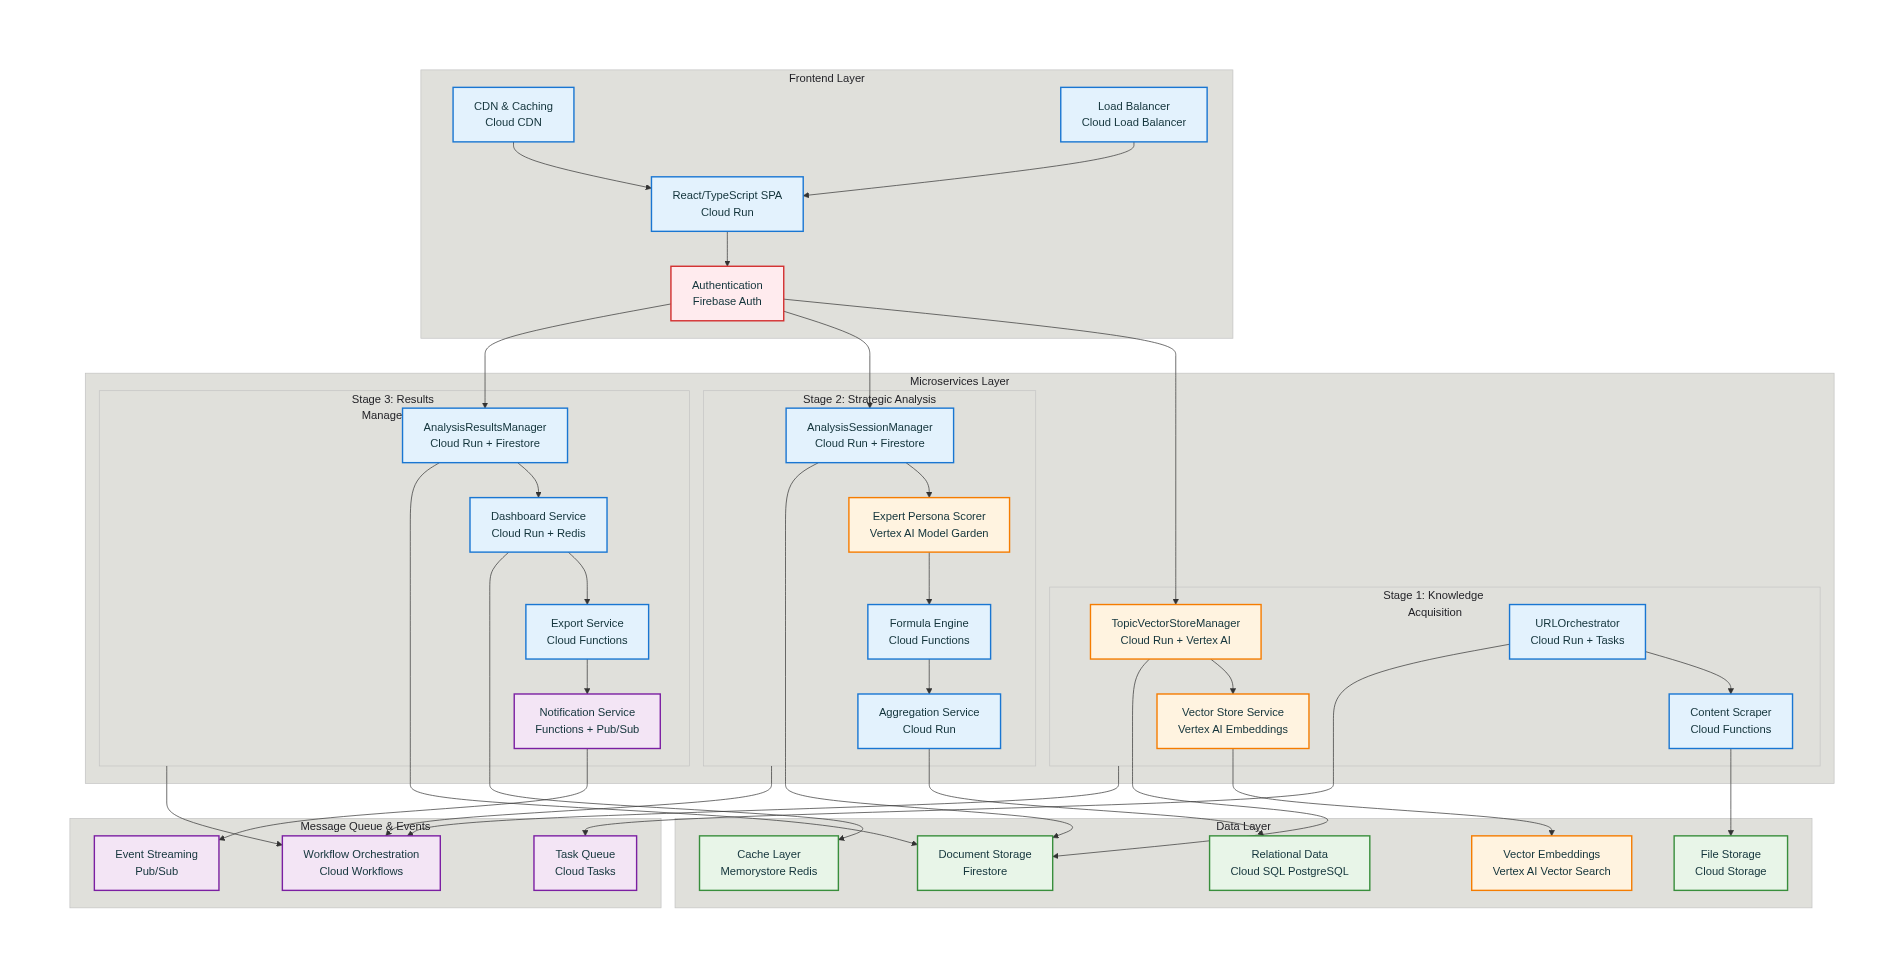 Frontend Layer
CDN & Caching
Cloud CDN
Load Balancer
Cloud Load Balancer
React/TypeScript SPA
Cloud Run
Authentication
Firebase Auth
Microservices Layer
Stage 3: Results
Manage
AnalysisResultsManager
Cloud Run + Firestore
Dashboard Service
Cloud Run + Redis
Export Service
Cloud Functions
Notification Service
Functions + Pub/Sub
Stage 2: Strategic Analysis
AnalysisSessionManager
Cloud Run + Firestore
Expert Persona Scorer
Vertex AI Model Garden
Formula Engine
Cloud Functions
Aggregation Service
Cloud Run
Stage 1: Knowledge
Acquisition
TopicVectorStoreManager
Cloud Run + Vertex AI
URLOrchestrator
Cloud Run + Tasks
Vector Store Service
Vertex AI Embeddings
Content Scraper
Cloud Functions
Message Queue & Events
Event Streaming
Pub/Sub
Workflow Orchestration
Cloud Workflows
Task Queue
Cloud Tasks
Data Layer
Cache Layer
Memorystore Redis
Document Storage
Firestore
Relational Data
Cloud SQL PostgreSQL
Vector Embeddings
Vertex AI Vector Search
File Storage
Cloud Storage